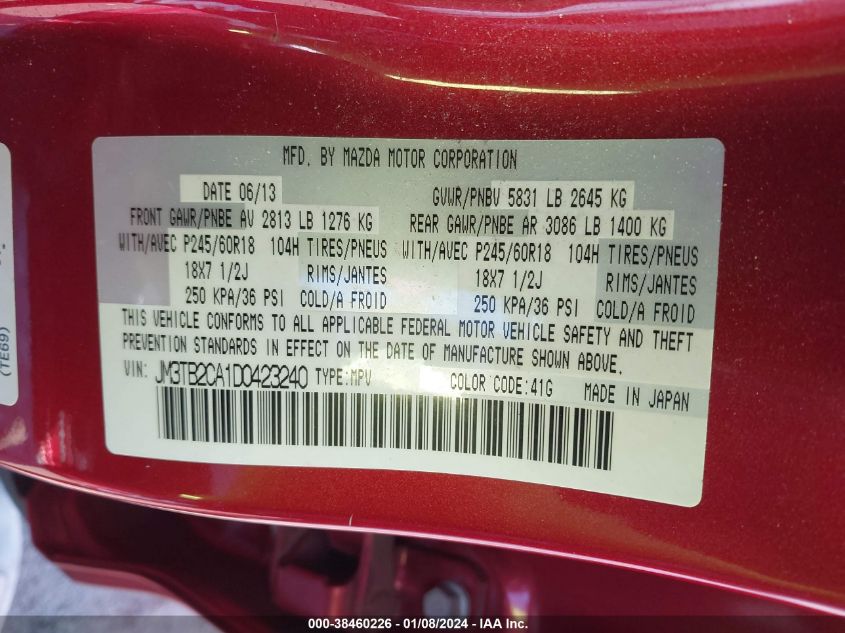 MFD. BY MAZDA MOTOR CORPORATION
DATE 06/13 GVWR/PNBV 5831 LB 2645 KG
FRONT GAWR/PNBE AV 2813 LB 1276 KG REAR GAWR/PNBE AR 3086 LB 1400 KG
WITH/AVEC P245/60R18 104H TIRES/PNEUS WITH/AVEC P245/60R18 104H TIRES/PNEUS
18X7 1/2J RIMS/JANTES 18X7 1/2J RIMS/JANTES
250 KPA/36 PSI COLD/A FROID 250 KPA/36 PSI COLD/A FROID
THIS VEHICLE CONFORMS TO ALL APPLICABLE FEDERAL MOTOR VEHICLE SAFETY AND THEFT
PREVENTION STANDARDS IN EFFECT ON THE DATE OF MANUFACTURE SHOWN ABOVE.
VIN: JM3TB2CA1D0423240 TYPE:MPV COLOR CODE:41G MADE IN JAPAN
(TE69)
000-38460226 - 01/08/2024 - IAA Inc.